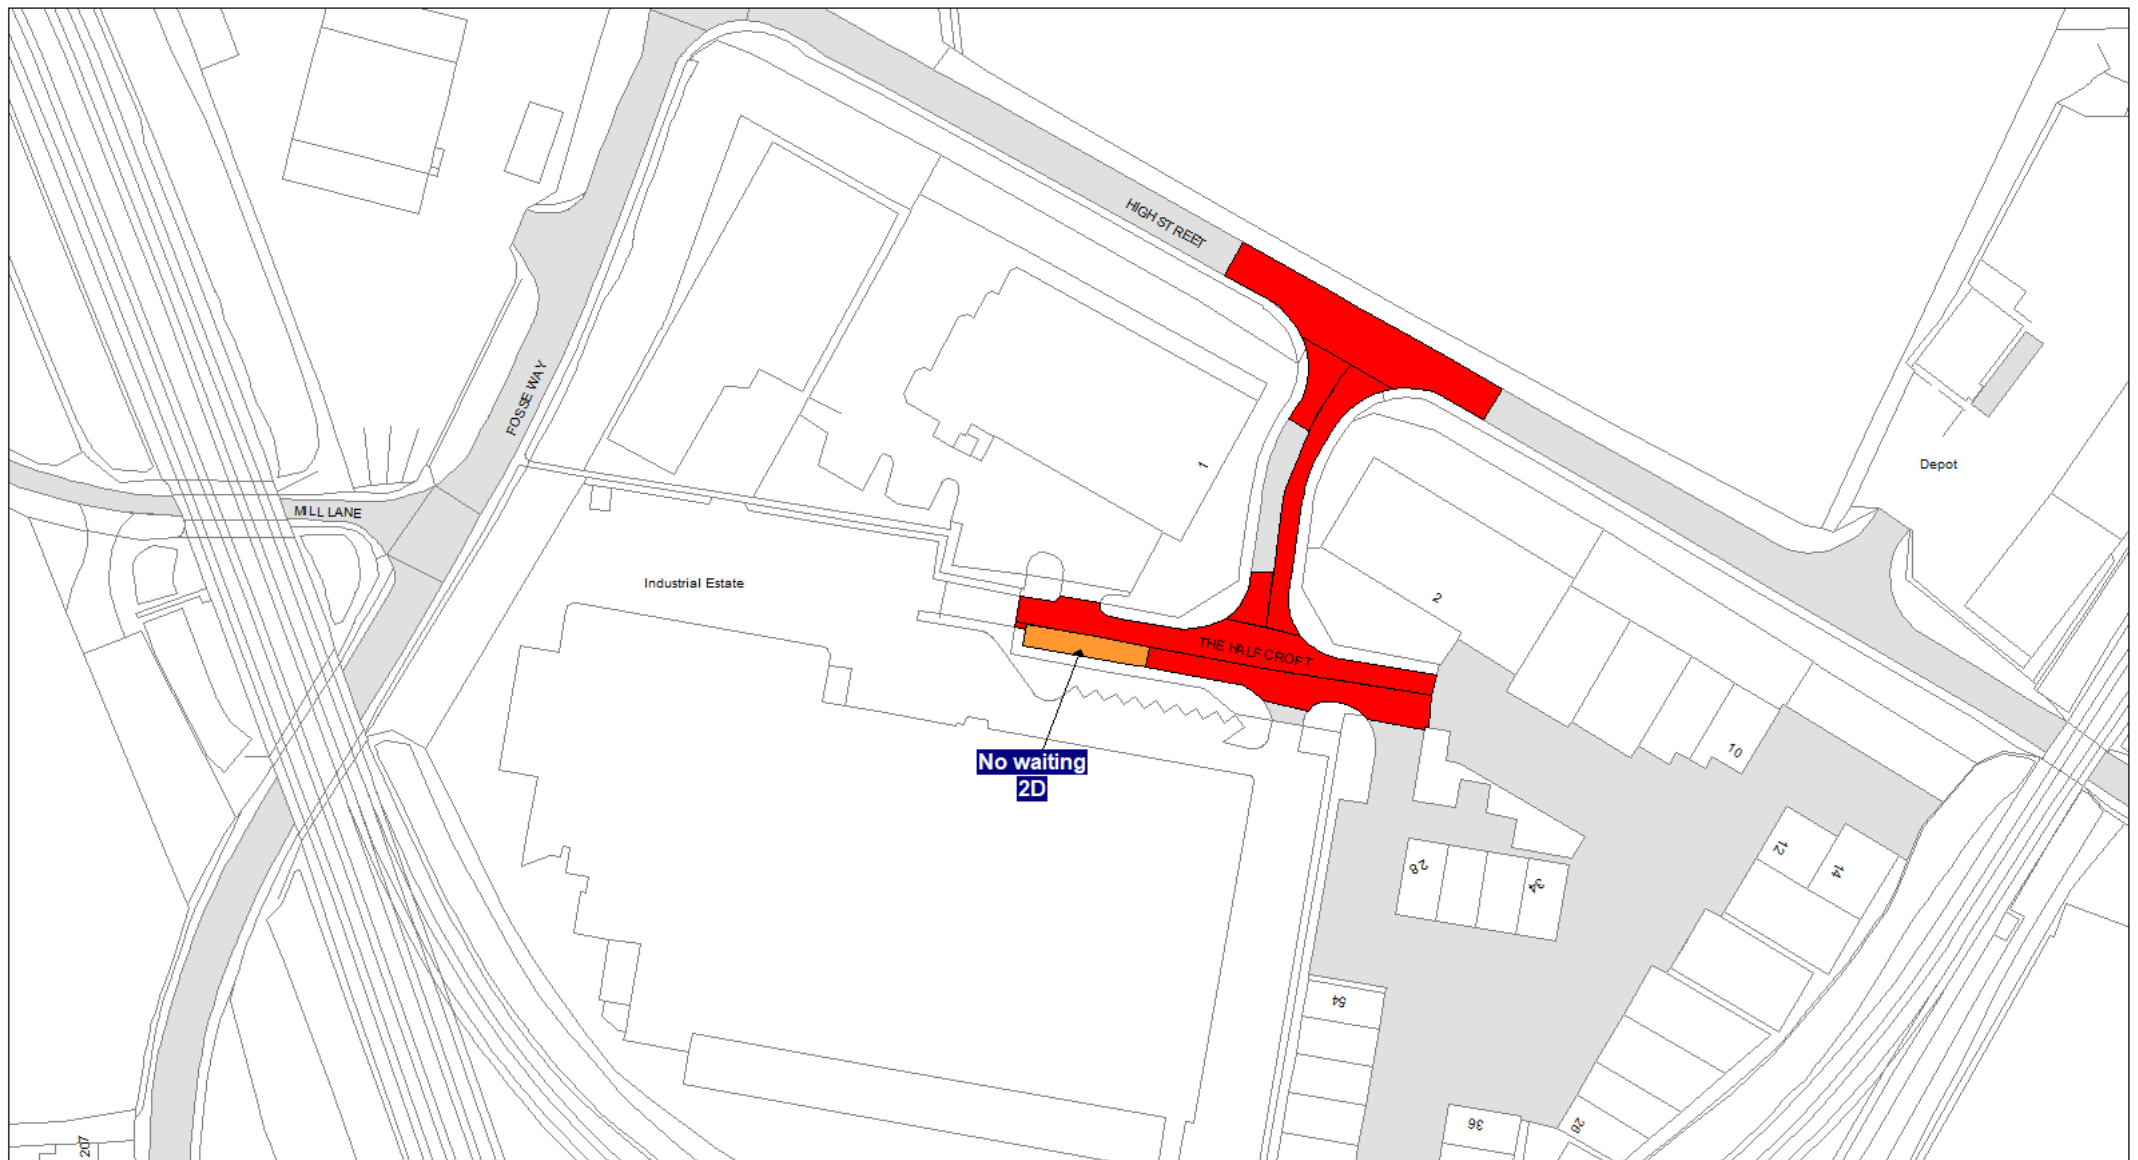 HIGH STREET
FOSSE WAY
Depot
1
MILL LANE
Industrial Estate
2
THE HALF CROFT
No waiting
2D
10
12
14
28
34
54
36
26
207